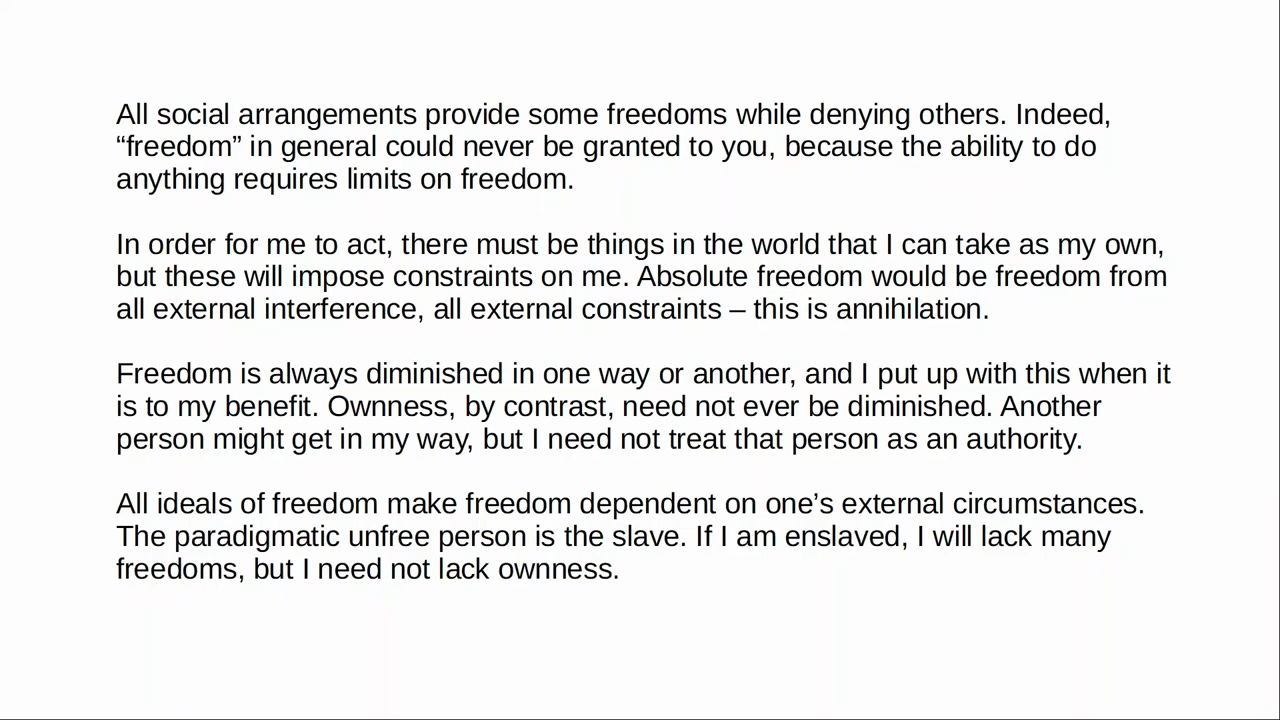 All social arrangements provide some freedoms while denying others. Indeed,
“freedom” in general could never be granted to you, because the ability to do
anything requires limits on freedom.
In order for me to act, there must be things in the world that I can take as my own,
but these will impose constraints on me. Absolute freedom would be freedom from
all external interference, all external constraints – this is annihilation.
Freedom is always diminished in one way or another, and I put up with this when it
is to my benefit. Ownness, by contrast, need not ever be diminished. Another
person might get in my way, but I need not treat that person as an authority.
All ideals of freedom make freedom dependent on one’s external circumstances.
The paradigmatic unfree person is the slave. If I am enslaved, I will lack many
freedoms, but I need not lack ownness.